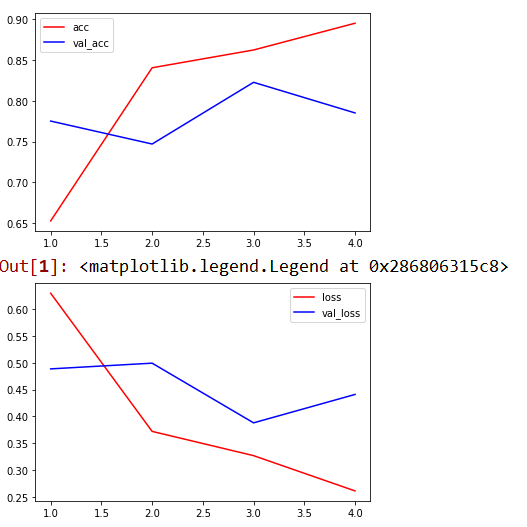 0.90
0.85
0.80
0.75
0.70
0.65
acc
val_acc
1.0 1.5 2.0 2.5 3.0 3.5 4.0
Out[1]: <matplotlib.legend.Legend at 0x286806315c8>
0.60
0.55
0.50
0.45
0.40
0.35
0.30
0.25
loss
val_loss
1.0 1.5 2.0 2.5 3.0 3.5 4.0